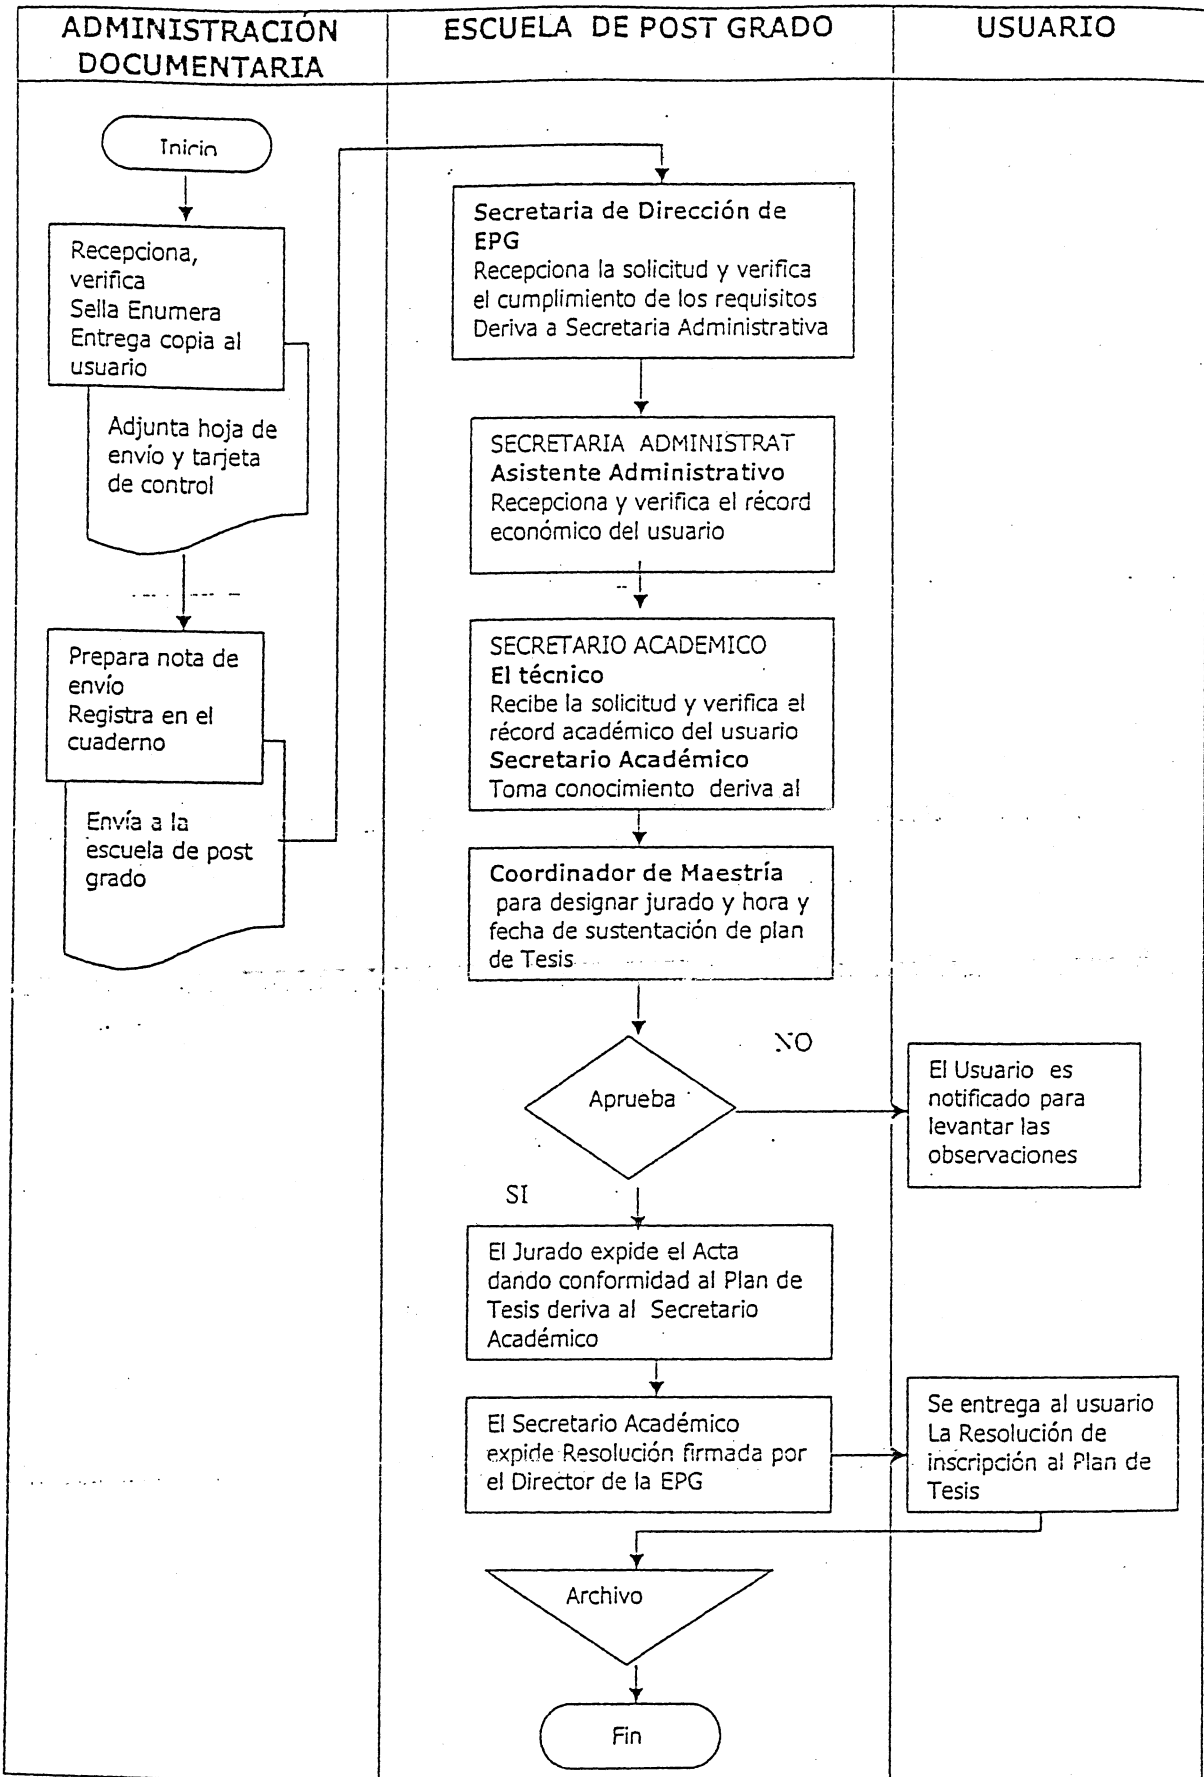 ADMINISTRACIÓN
DOCUMENTARIA
ESCUELA DE POST GRADO
USUARIO
Inicio
Recepciona,
verifica
Sella Enumera
Entrega copia al
usuario
Adjunta hoja de
envío y tarjeta
de control
Prepara nota de
envío
Registra en el
cuaderno
Envía a la
escuela de post
grado
Secretaria de Dirección de
EPG
Recepciona la solicitud y verifica
el cumplimiento de los requisitos
Deriva a Secretaria Administrativa
SECRETARIA ADMINISTRAT
Asistente Administrativo
Recepciona y verifica el récord
económico del usuario
SECRETARIO ACADEMICO
El técnico
Recibe la solicitud y verifica el
récord académico del usuario
Secretario Académico
Toma conocimiento deriva al
Coordinador de Maestría
para designar jurado y hora y
fecha de sustentación de plan
de Tesis
Aprueba
NO
El Usuario es
notificado para
levantar las
observaciones
SI
El Jurado expide el Acta
dando conformidad al Plan de
Tesis deriva al Secretario
Académico
El Secretario Académico
expide Resolución firmada por
el Director de la EPG
Se entrega al usuario
La Resolución de
inscripción al Plan de
Tesis
Archivo
Fin